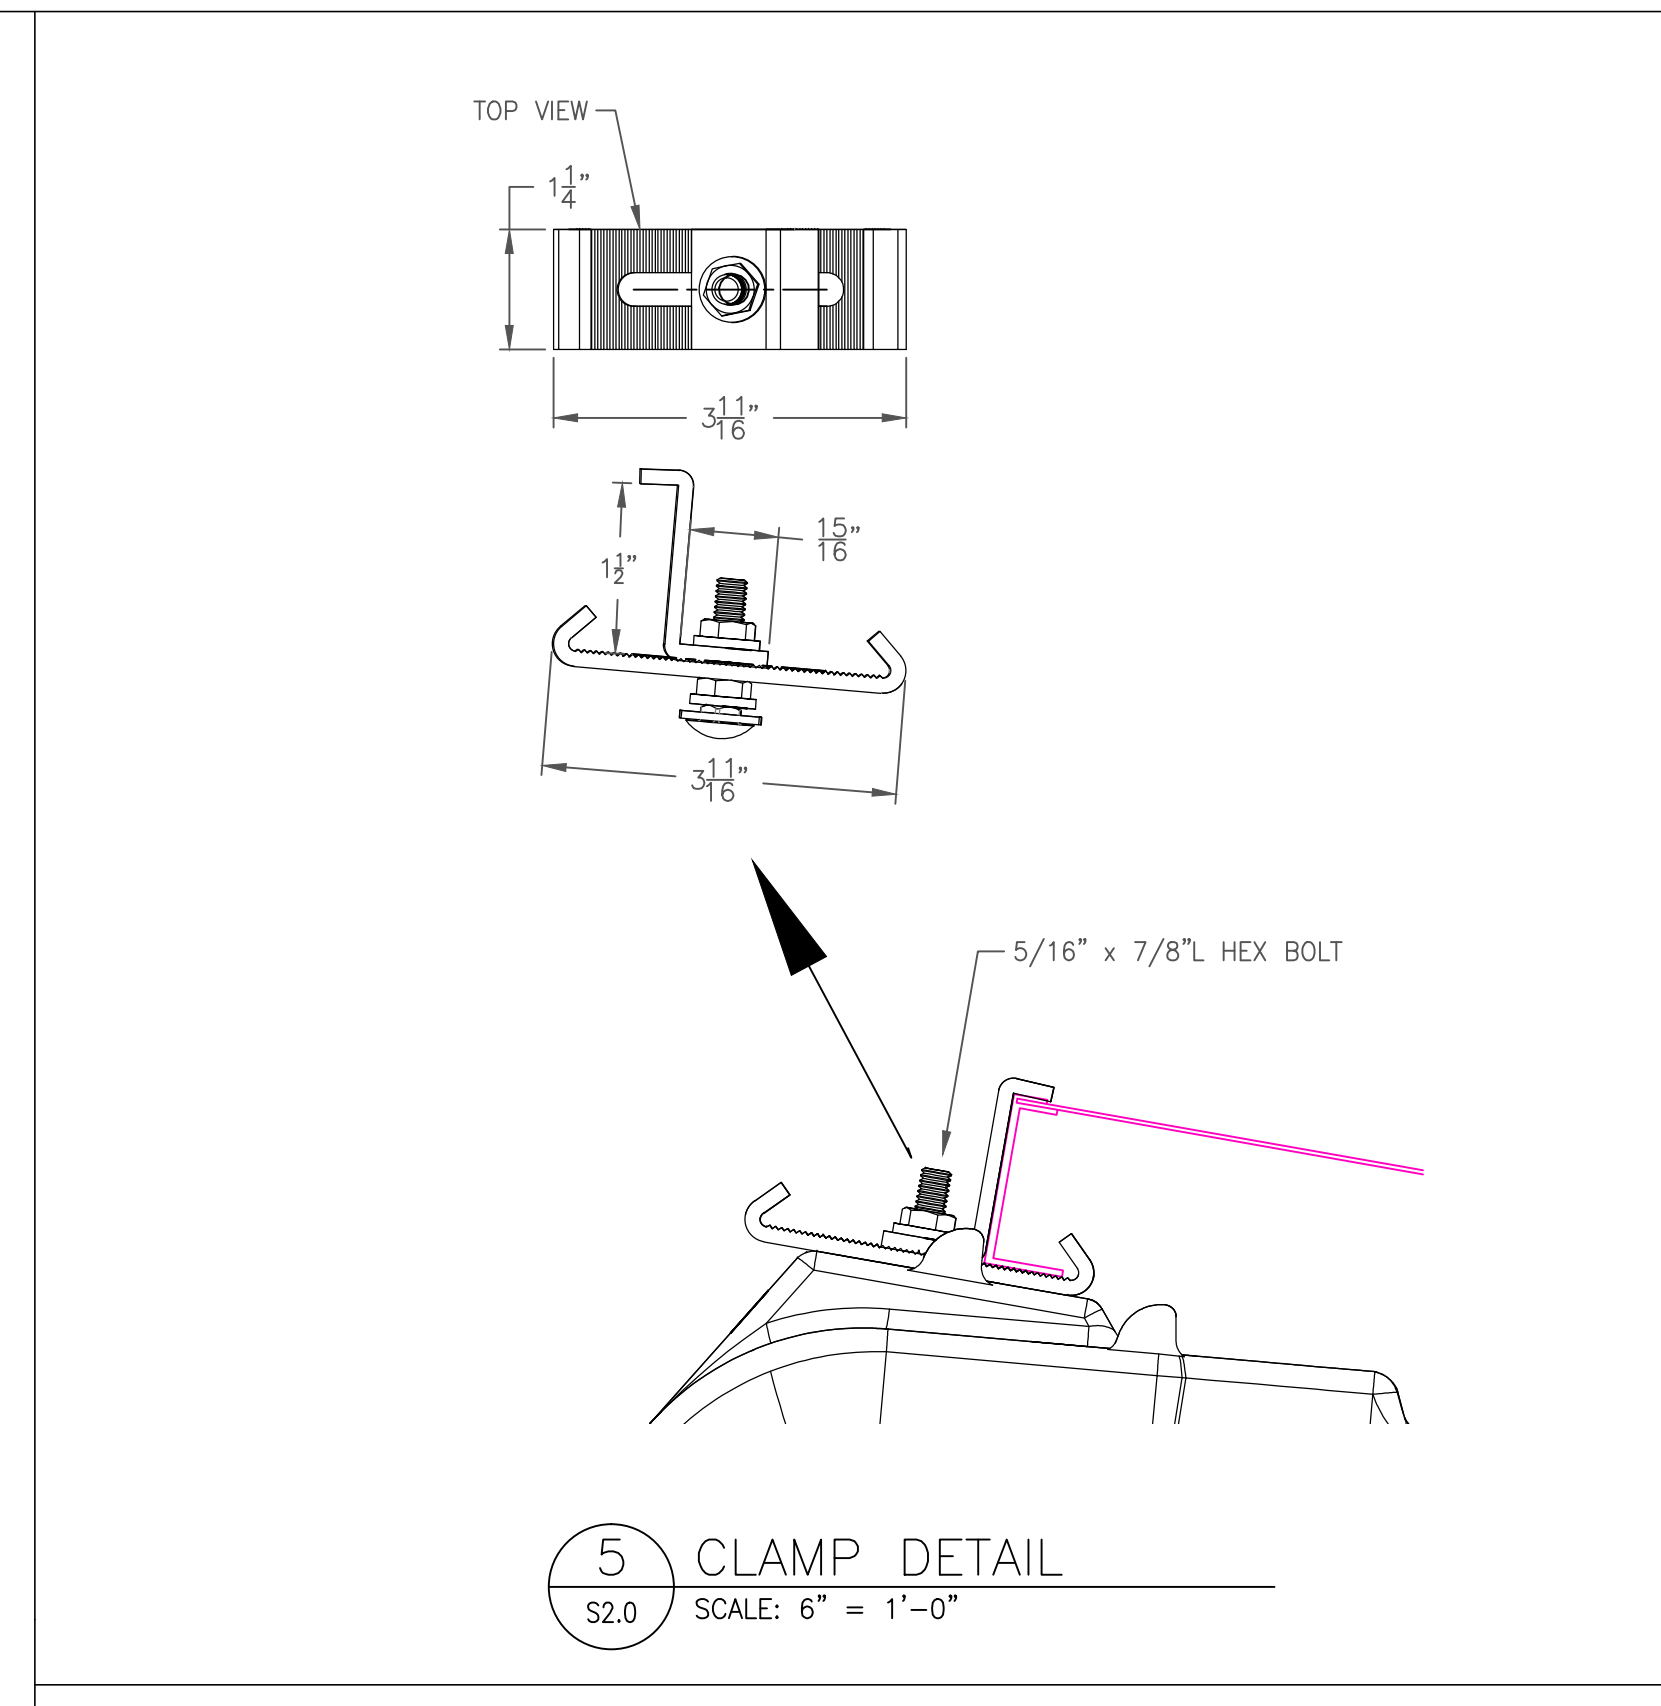 TOP VIEW
1 1/4”
3 11/16”
15/16”
1 1/2”
3 11/16”
5/16” x 7/8”L HEX BOLT
5 CLAMP DETAIL
S2.0 SCALE: 6” = 1’-0”